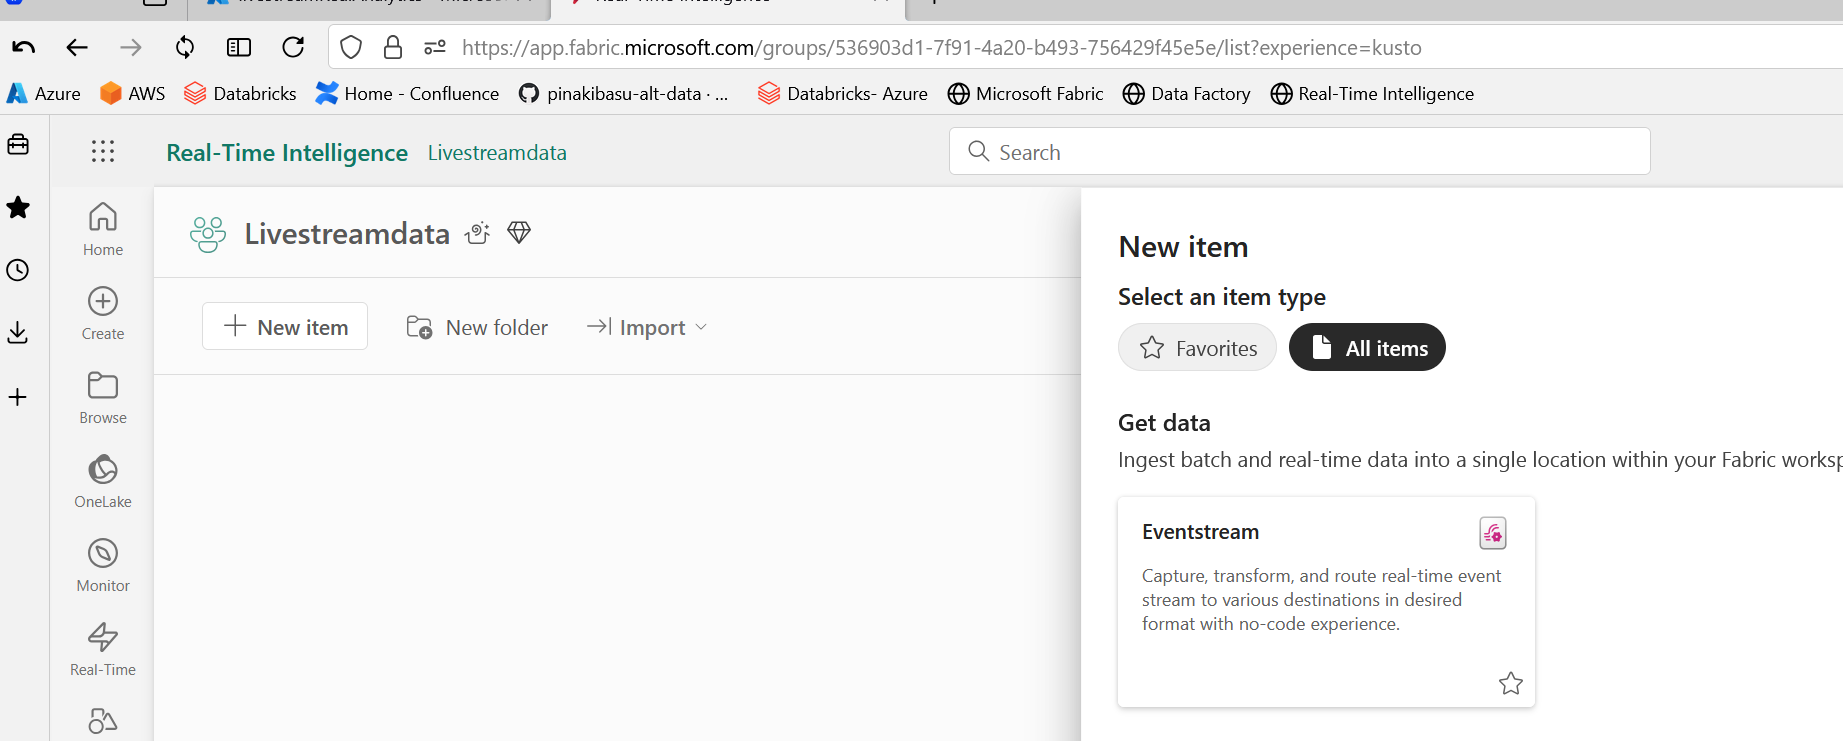 https://app.fabric.microsoft.com/groups/536903d1-7f91-4a20-b493-756429f45e5e/list?experience=kusto
Azure AWS Databricks Home - Confluence pinakibasu-alt-data · ... Databricks- Azure Microsoft Fabric Data Factory Real-Time Intelligence
Real-Time Intelligence Livestreamdata Search
Home
Create
Browse
OneLake
Monitor
Real-Time
Livestreamdata
New item New folder Import
New item
Select an item type
Favorites All items
Get data
Ingest batch and real-time data into a single location within your Fabric worksp
Eventstream
Capture, transform, and route real-time event
stream to various destinations in desired
format with no-code experience.